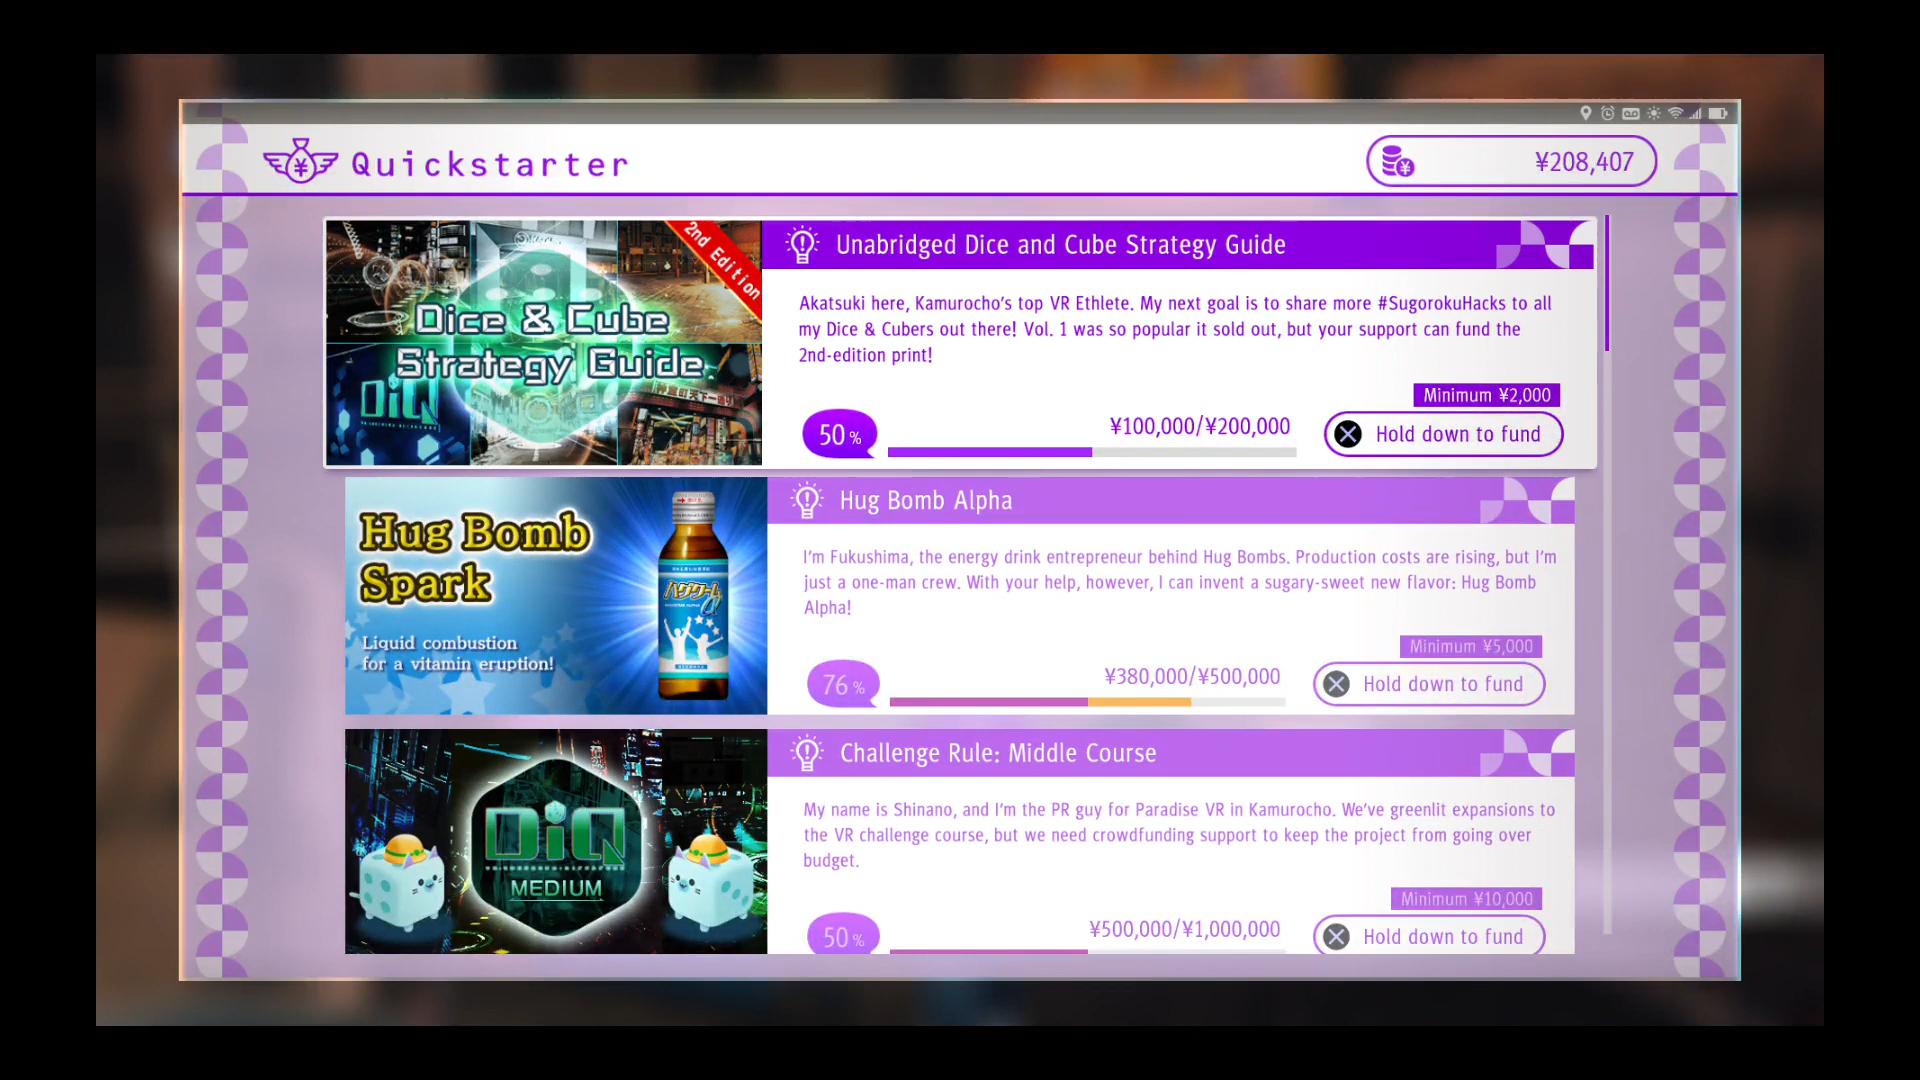 Quickstarter
¥208,407
2nd Edition
Dice & Cube
Strategy Guide
DiQ
Unabridged Dice and Cube Strategy Guide
Akatsuki here, Kamurocho's top VR Ethlete. My next goal is to share more #SugorokuHacks to all
my Dice & Cubers out there! Vol. 1 was so popular it sold out, but your support can fund the
2nd-edition print!
Minimum ¥2,000
50%
¥100,000/¥200,000
Hold down to fund
Hug Bomb
Spark
Liquid combustion
for a vitamin eruption!
ハグボムα
Hug Bomb Alpha
I'm Fukushima, the energy drink entrepreneur behind Hug Bombs. Production costs are rising, but I'm
just a one-man crew. With your help, however, I can invent a sugary-sweet new flavor: Hug Bomb
Alpha!
Minimum ¥5,000
76%
¥380,000/¥500,000
Hold down to fund
DiQ
MEDIUM
Challenge Rule: Middle Course
My name is Shinano, and I'm the PR guy for Paradise VR in Kamurocho. We've greenlit expansions to
the VR challenge course, but we need crowdfunding support to keep the project from going over
budget.
Minimum ¥10,000
50%
¥500,000/¥1,000,000
Hold down to fund